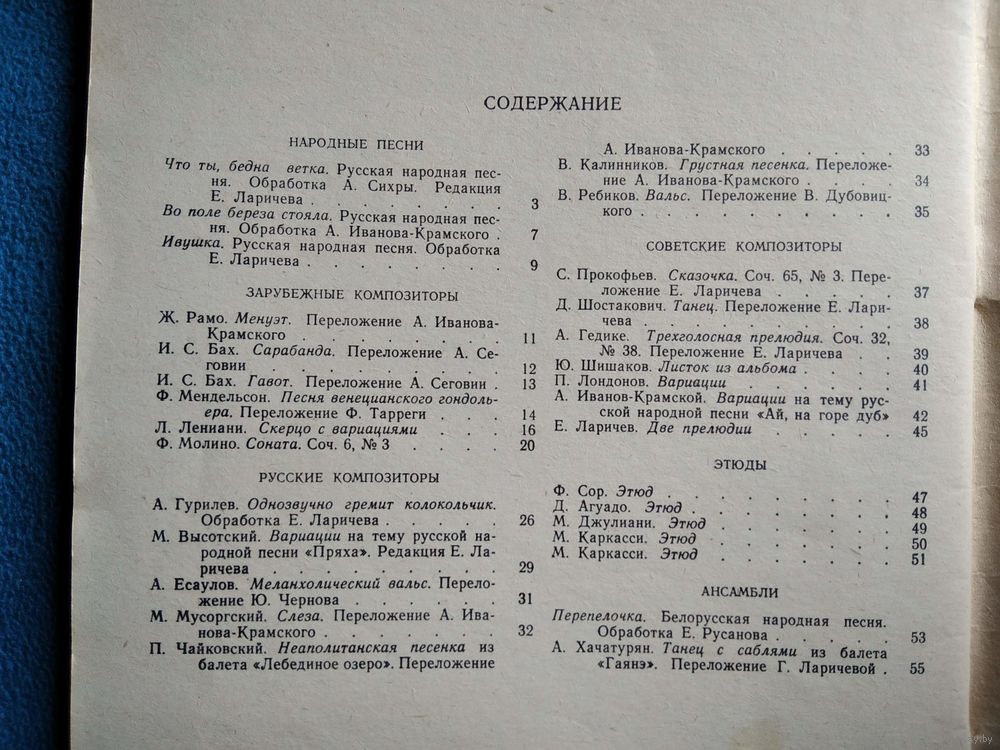 СОДЕРЖАНИЕ
НАРОДНЫЕ ПЕСНИ
Что ты, бедна ветка. Русская народная пес-
ня. Обработка А. Сихры. Редакция
Е. Ларичева . . . . . . . . 3
Во поле береза стояла. Русская народная пес-
ня. Обработка А. Иванова-Крамского . 7
Ивушка. Русская народная песня. Обработка
Е. Ларичева . . . . . . . . 9
ЗАРУБЕЖНЫЕ КОМПОЗИТОРЫ
Ж. Рамо. Менуэт. Переложение А. Иванова-
Крамского . . . . . . . . 11
И. С. Бах. Сарабанда. Переложение А. Се-
говии . . . . . . . . . 12
И. С. Бах. Гавот. Переложение А. Сеговии . 13
Ф. Мендельсон. Песня венецианского гондоль-
ера. Переложение Ф. Тарреги . . . 14
Л. Лениани. Скерцо с вариациями . . . 16
Ф. Молино. Соната. Соч. 6, № 3 . . . . 20
РУССКИЕ КОМПОЗИТОРЫ
А. Гурилев. Однозвучно гремит колокольчик.
Обработка Е. Ларичева . . . . . 26
М. Высотский. Вариации на тему русской на-
родной песни «Пряха». Редакция Е. Ла-
ричева . . . . . . . . . 29
А. Есаулов. Меланхолический вальс. Перело-
жение Ю. Чернова . . . . . . 31
М. Мусоргский. Слеза. Переложение А. Ива-
нова-Крамского . . . . . . . 32
П. Чайковский. Неаполитанская песенка из
балета «Лебединое озеро». Переложение
А. Иванова-Крамского . . . . . 33
В. Калинников. Грустная песенка. Переложе-
ние А. Иванова-Крамского . . . . 34
В. Ребиков. Вальс. Переложение В. Дубовиц-
кого . . . . . . . . . 35
СОВЕТСКИЕ КОМПОЗИТОРЫ
С. Прокофьев. Сказочка. Соч. 65, № 3. Пере-
ложение Е. Ларичева . . . . . 37
Д. Шостакович. Танец. Переложение Е. Лари-
чева . . . . . . . . . 38
А. Гедике. Трехголосная прелюдия. Соч. 32,
№ 38. Переложение Е. Ларичева . . 39
Ю. Шишаков. Листок из альбома . . . . 40
П. Лондонов. Вариации . . . . . . 41
А. Иванов-Крамской. Вариации на тему рус-
ской народной песни «Ай, на горе дуб» 42
Е. Ларичев. Две прелюдии . . . . . 45
ЭТЮДЫ
Ф. Сор. Этюд . . . . . . . . 47
Д. Агуадо. Этюд . . . . . . . 48
М. Джулиани. Этюд . . . . . . 49
М. Каркасси. Этюд . . . . . . 50
М. Каркасси. Этюд . . . . . . 51
АНСАМБЛИ
Перепелочка. Белорусская народная песня.
Обработка Е. Русанова . . . . . 53
А. Хачатурян. Танец с саблями из балета
«Гаянэ». Переложение Г. Ларичевой . 55